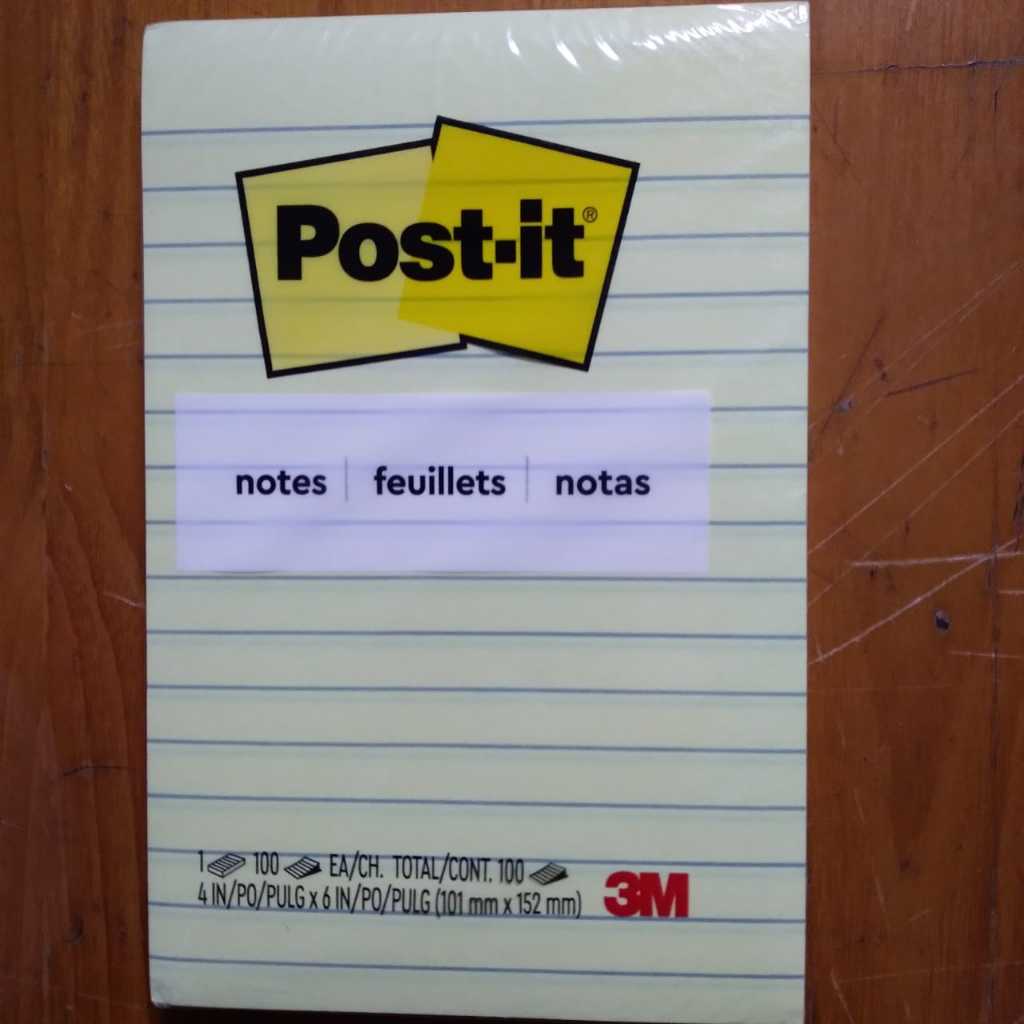 Post-it®
notes | feuillets | notas
1 100 EA/CH. TOTAL/CONT. 100
4 IN/PO/PULG x 6 IN/PO/PULG (101 mm x 152 mm)
3M